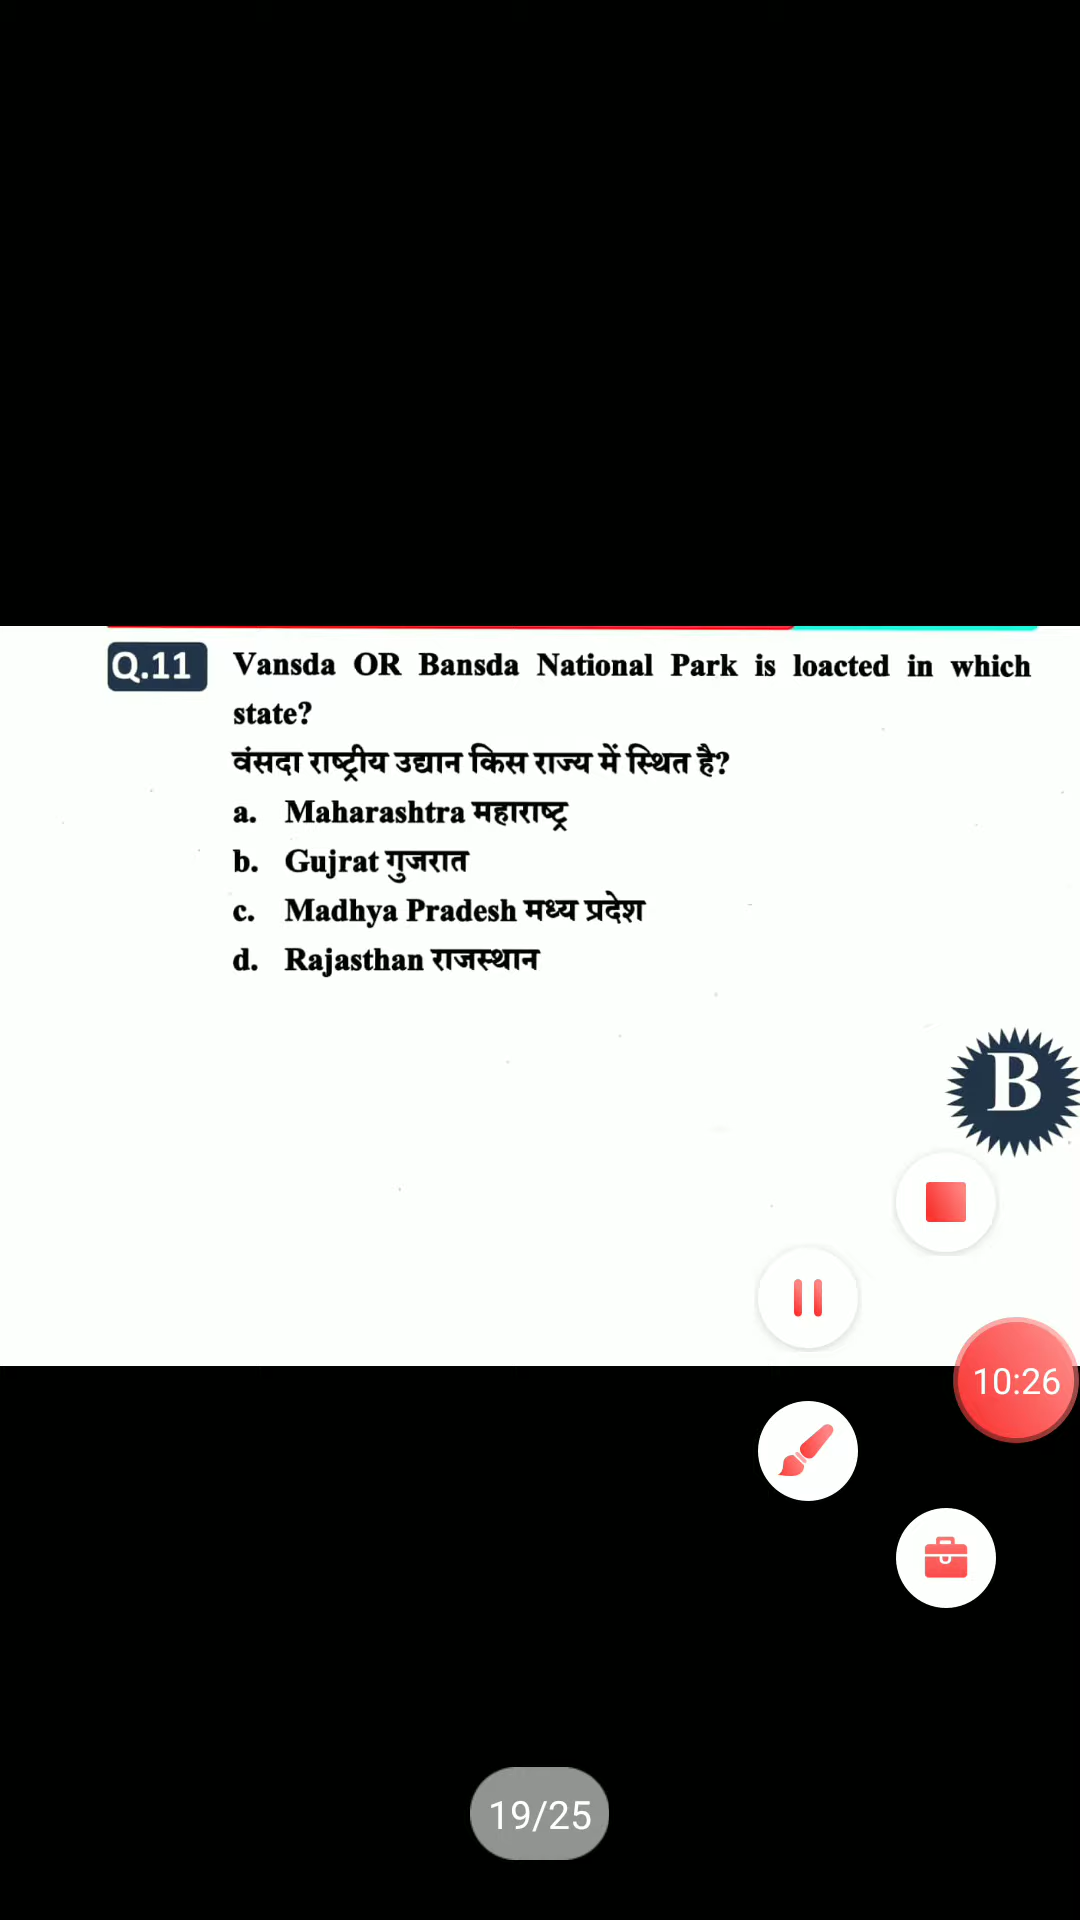 Q.11 Vansda OR Bansda National Park is loacted in which
state?
वंसदा राष्ट्रीय उद्यान किस राज्य में स्थित है?
a. Maharashtra महाराष्ट्र
b. Gujrat गुजरात
c. Madhya Pradesh मध्य प्रदेश
d. Rajasthan राजस्थान
B
10:26
19/25